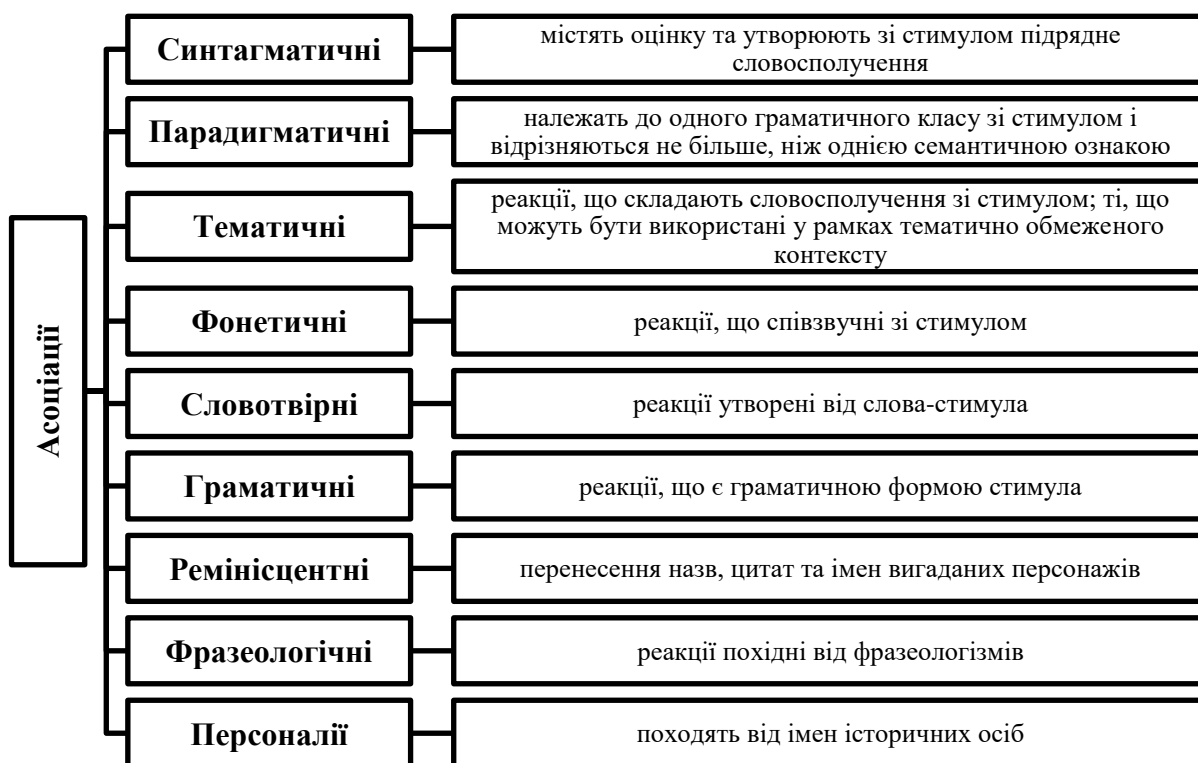 Асоціації
Синтагматичні
містять оцінку та утворюють зі стимулом підрядне
словосполучення
Парадигматичні
належать до одного граматичного класу зі стимулом і
відрізняються не більше, ніж однією семантичною ознакою
Тематичні
реакції, що складають словосполучення зі стимулом; ті, що
можуть бути використані у рамках тематично обмеженого
контексту
Фонетичні
реакції, що співзвучні зі стимулом
Словотвірні
реакції утворені від слова-стимула
Граматичні
реакції, що є граматичною формою стимула
Ремінісцентні
перенесення назв, цитат та імен вигаданих персонажів
Фразеологічні
реакції похідні від фразеологізмів
Персоналії
походять від імен історичних осіб